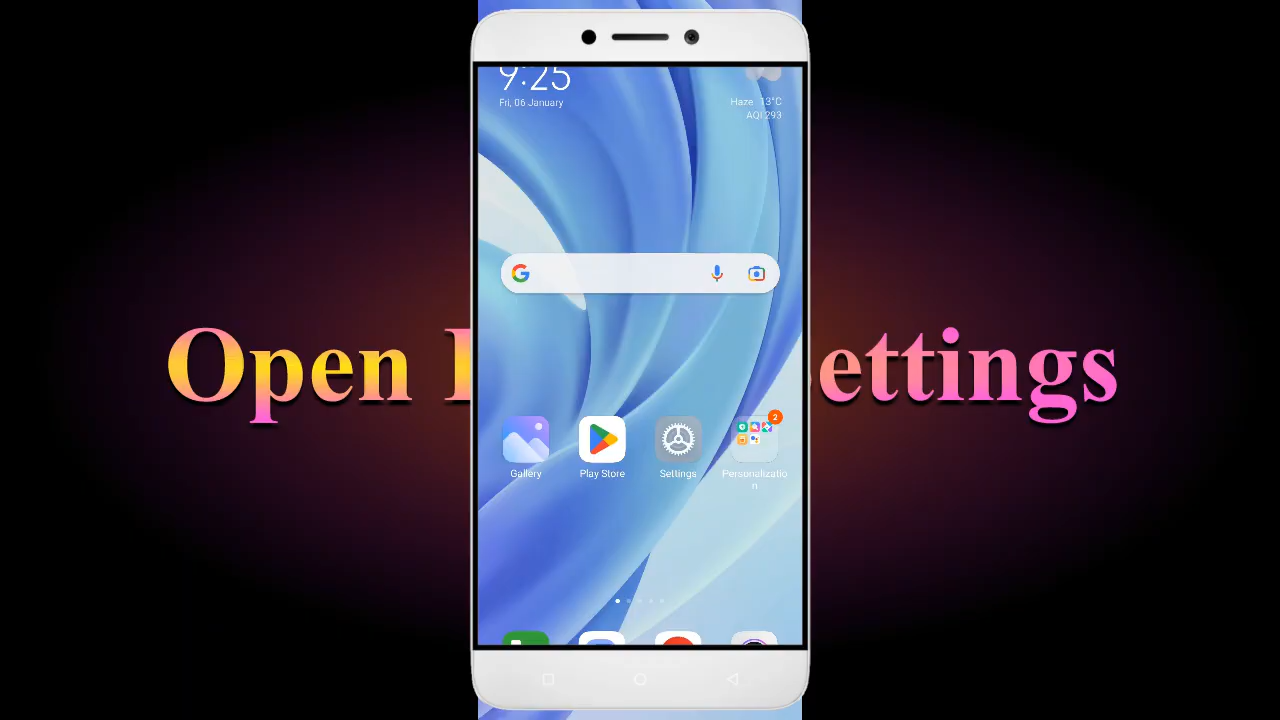 9:25
Fri, 06 January
Haze 13°C
AQI 293
Open
ettings
Gallery
Play Store
Settings
2
Personalizatio
n